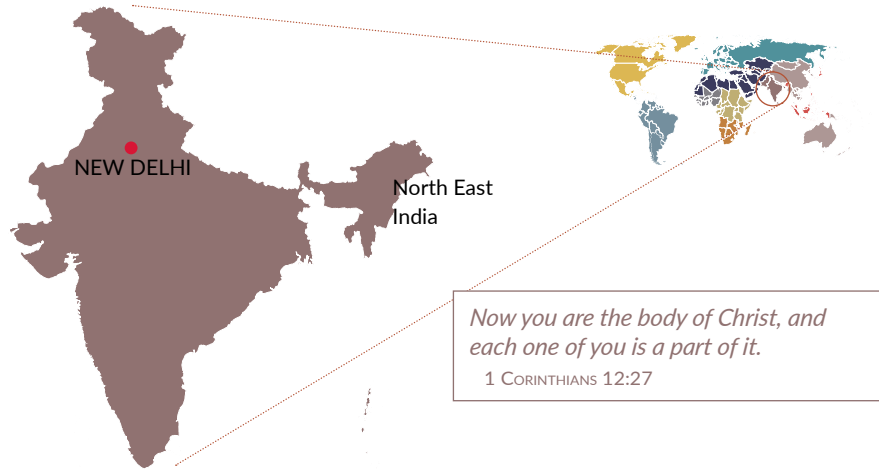 NEW DELHI
North East
India
Now you are the body of Christ, and
each one of you is a part of it.
1 Corinthians 12:27